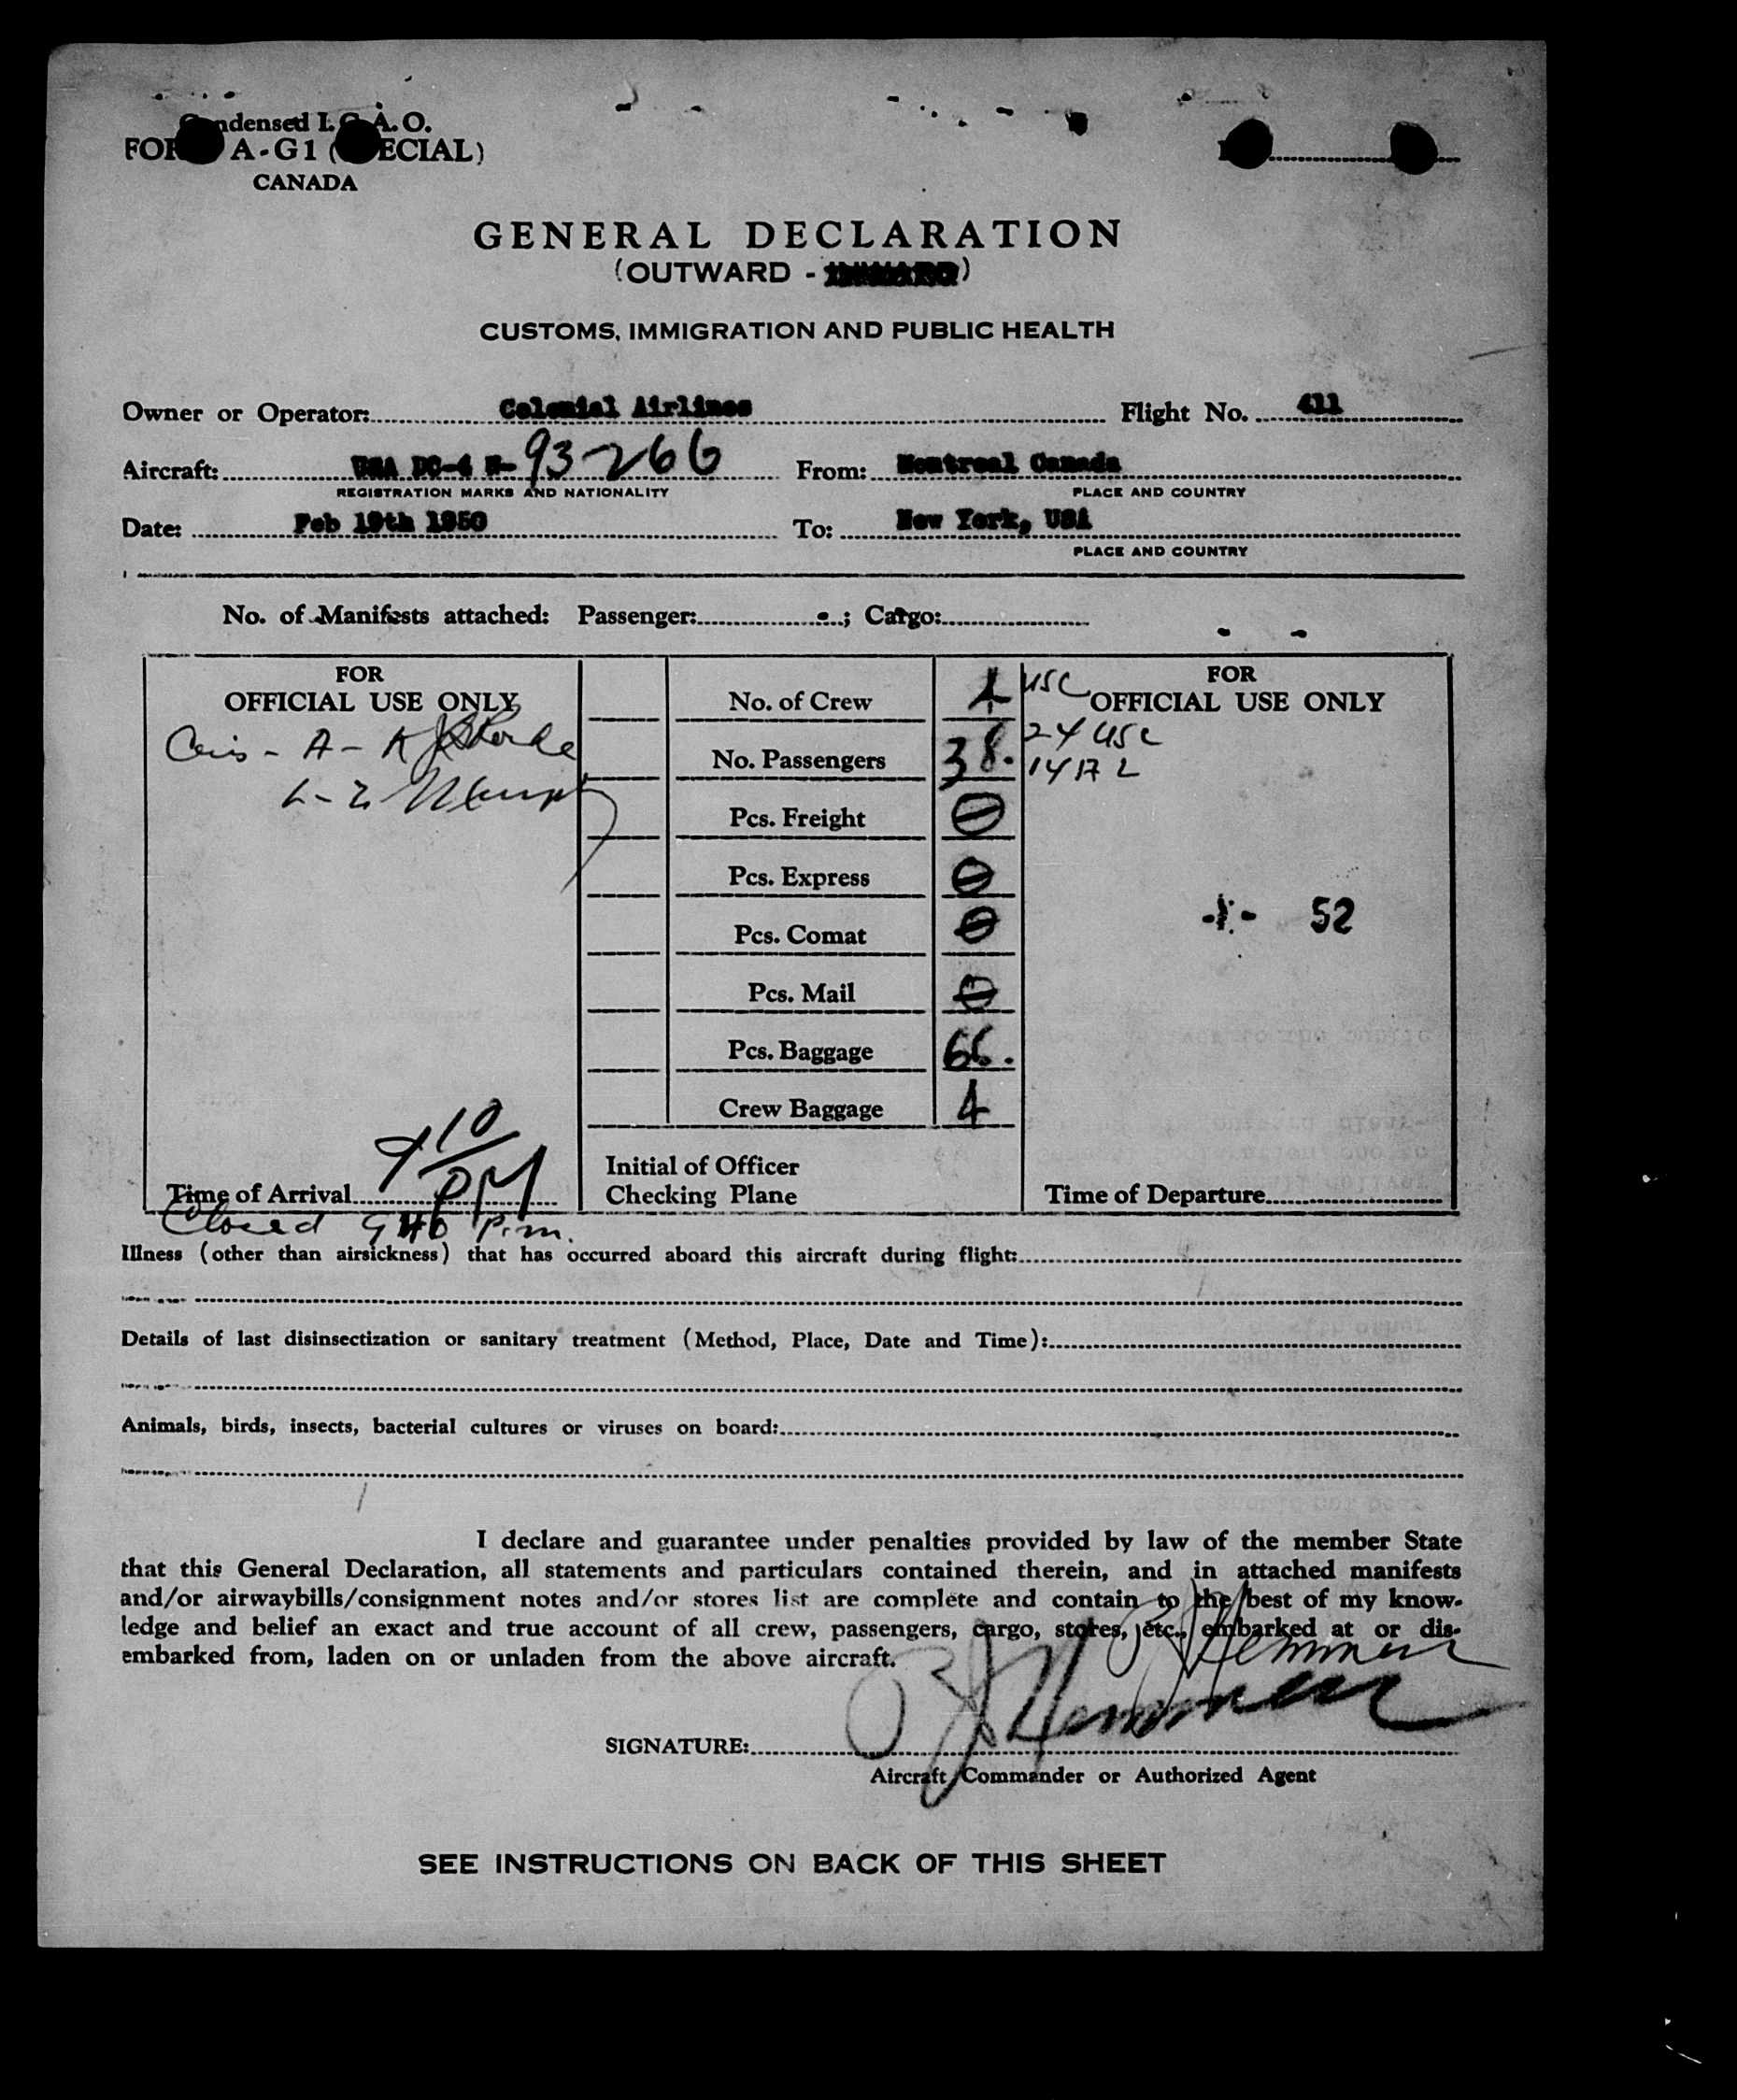 Condensed I.C.A.O.
FORM A-G1 (SPECIAL)
CANADA
GENERAL DECLARATION
(OUTWARD - INWARD)
CUSTOMS, IMMIGRATION AND PUBLIC HEALTH
Owner or Operator: Colonial Airlines Flight No. 411
Aircraft: USA DC-4 N-93266 From: Montreal Canada
REGISTRATION MARKS AND NATIONALITY PLACE AND COUNTRY
Date: Feb 19th 1950 To: New York, USA
PLACE AND COUNTRY
No. of Manifests attached: Passenger: ; Cargo:
FOR
OFFICIAL USE ONLY
No. of Crew 4 USC
FOR
OFFICIAL USE ONLY
No. Passengers 38. 24 USC
14
Pcs. Freight 0
Pcs. Express 0
Pcs. Comat 0
52
Pcs. Mail 0
Pcs. Baggage 66.
Crew Baggage 4
Time of Arrival 9 10 PM
Initial of Officer
Checking Plane
Time of Departure
Closed 940 P.m.
Illness (other than airsickness) that has occurred aboard this aircraft during flight:
Details of last disinsectization or sanitary treatment (Method, Place, Date and Time):
Animals, birds, insects, bacterial cultures or viruses on board:
I declare and guarantee under penalties provided by law of the member State
that this General Declaration, all statements and particulars contained therein, and in attached manifests
and/or airwaybills/consignment notes and/or stores list are complete and contain to the best of my know-
ledge and belief an exact and true account of all crew, passengers, cargo, stores, etc., embarked at or dis-
embarked from, laden on or unladen from the above aircraft.
SIGNATURE:
Aircraft Commander or Authorized Agent
SEE INSTRUCTIONS ON BACK OF THIS SHEET